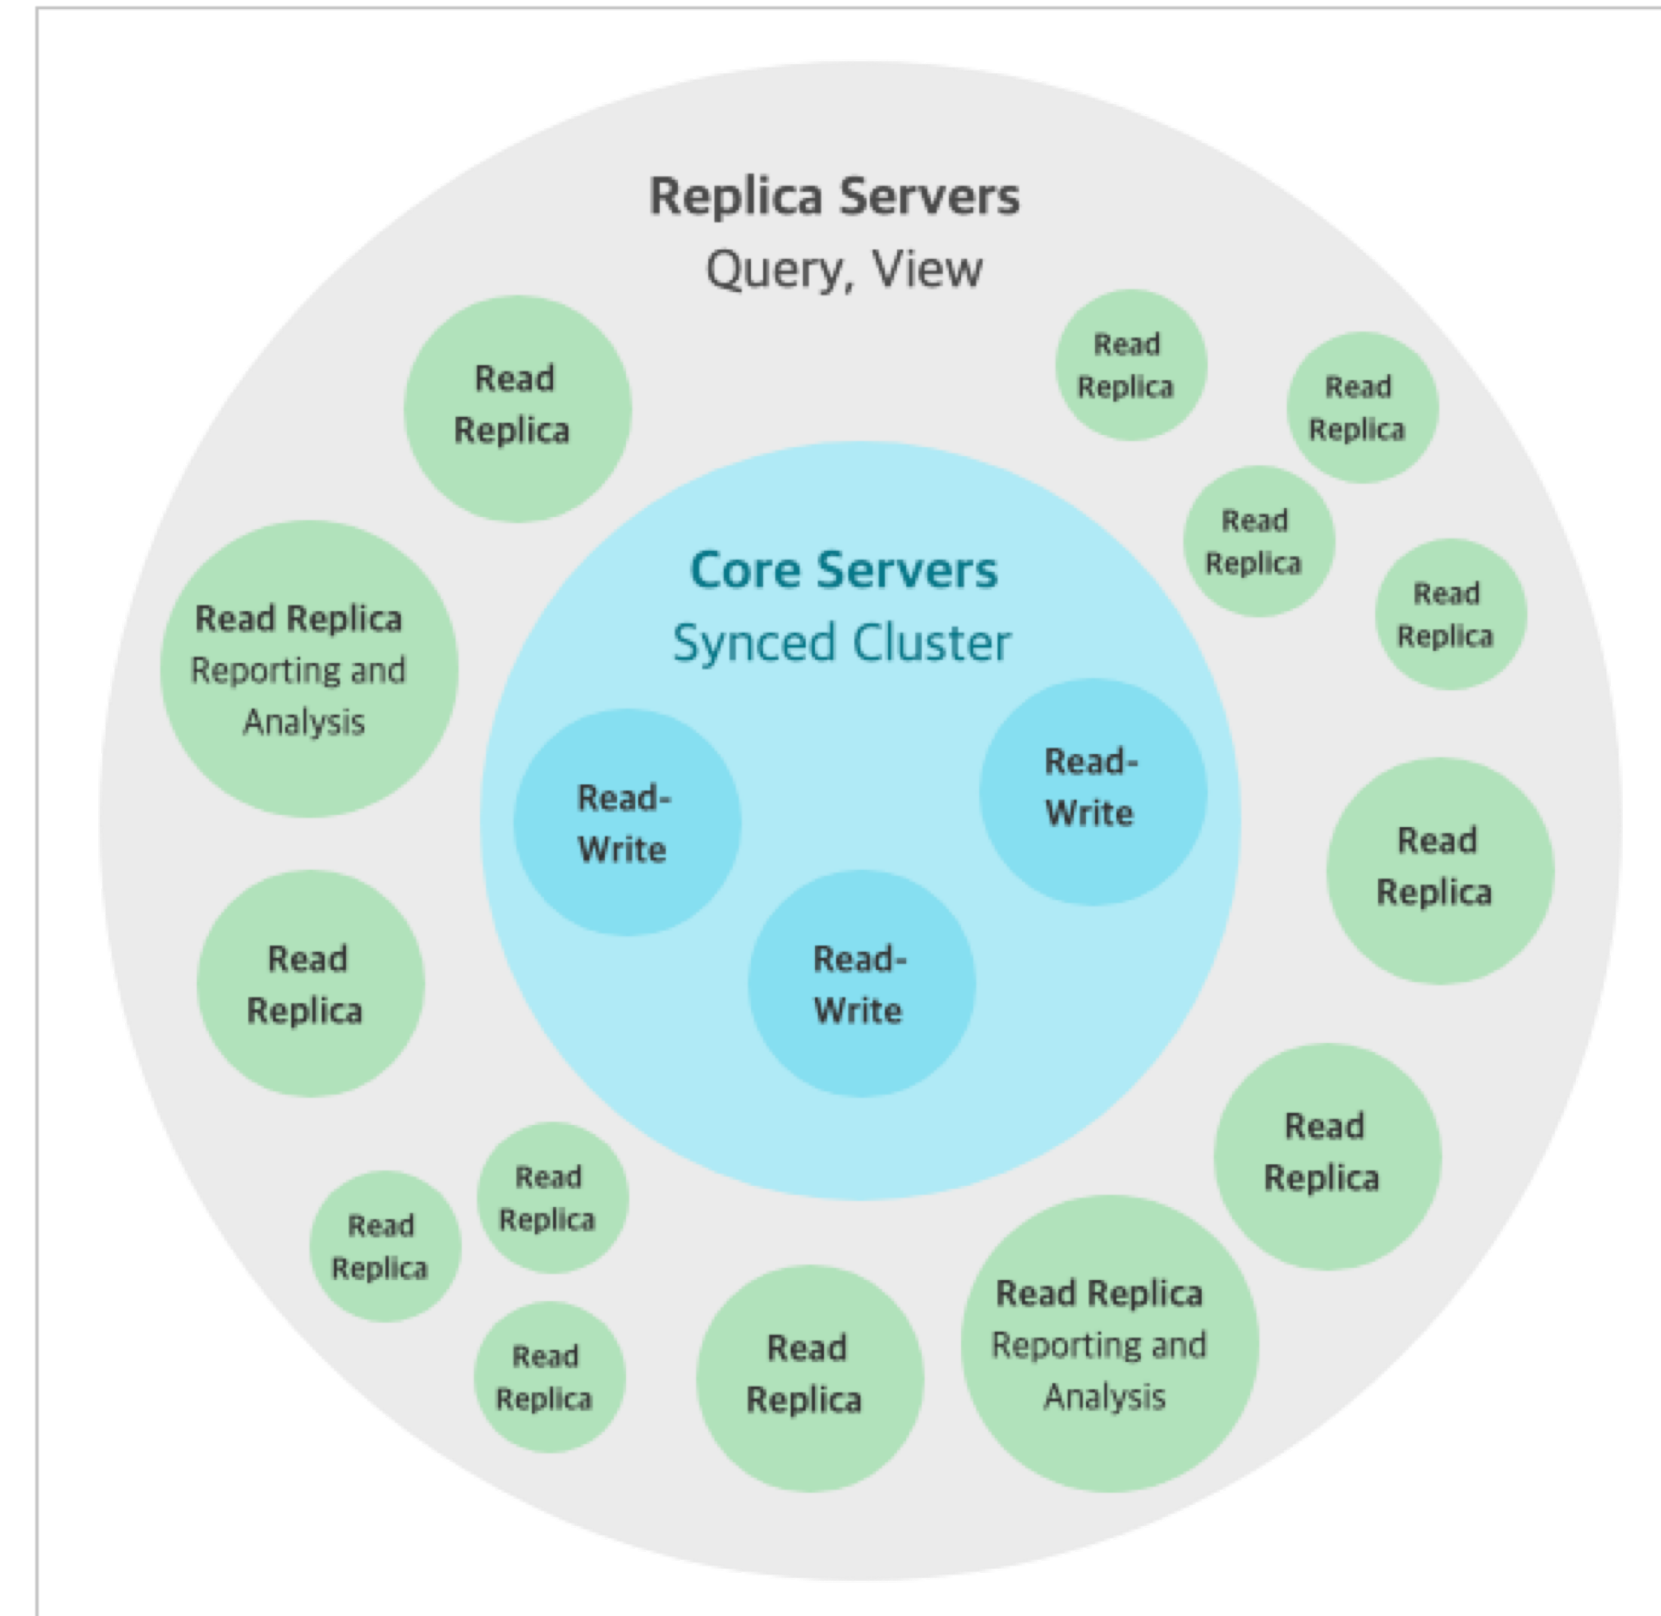 Replica Servers
Query, View
Read
Replica
Read
Replica
Read
Replica
Read
Replica
Read
Replica
Core Servers
Synced Cluster
Read Replica
Reporting and
Analysis
Read-
Write
Read-
Write
Read-
Write
Read
Replica
Read
Replica
Read
Replica
Read
Replica
Read
Replica
Read
Replica
Read
Replica
Read Replica
Reporting and
Analysis